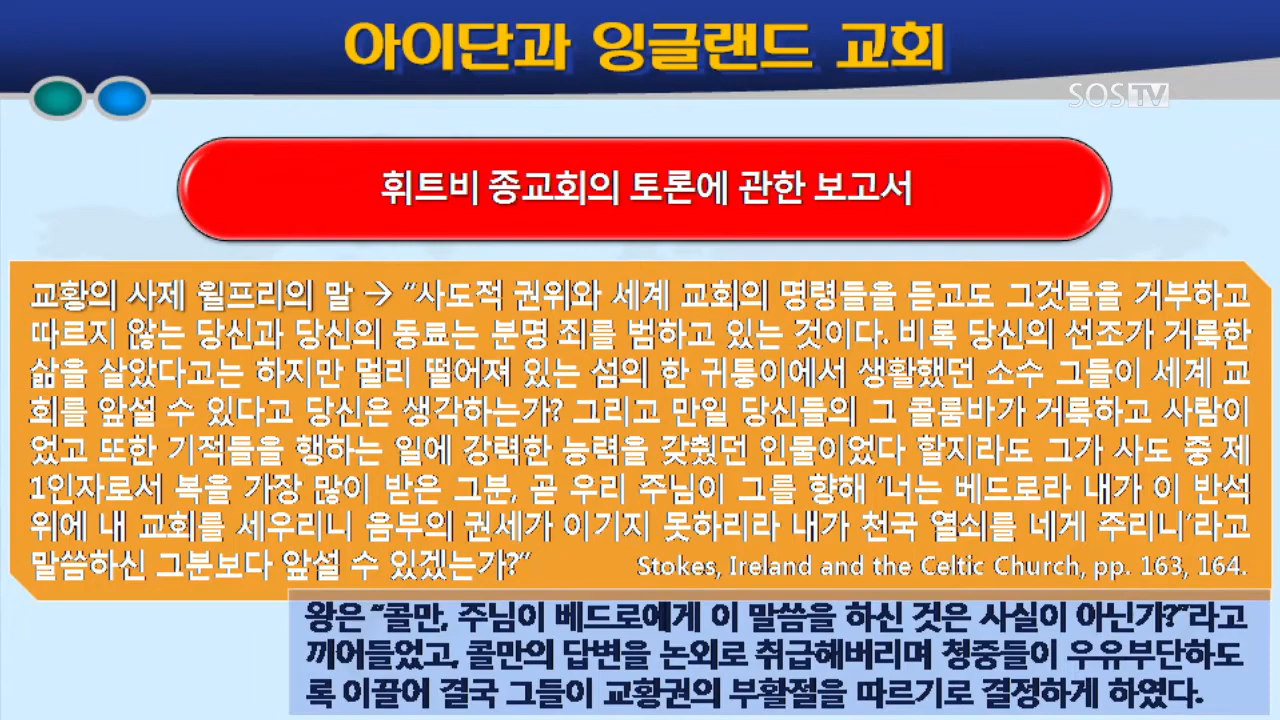 아이단과 잉글랜드 교회
SOSTV
휘트비 종교회의 토론에 관한 보고서
교황의 사제 윌프리의 말 → “사도적 권위와 세계 교회의 명령들을 듣고도 그것들을 거부하고
따르지 않는 당신과 당신의 동료는 분명 죄를 범하고 있는 것이다. 비록 당신의 선조가 거룩한
삶을 살았다고는 하지만 멀리 떨어져 있는 섬의 한 귀퉁이에서 생활했던 소수 그들이 세계 교
회를 앞설 수 있다고 당신은 생각하는가? 그리고 만일 당신들의 그 콜룸바가 거룩하고 사람이
었고 또한 기적들을 행하는 일에 강력한 능력을 갖췄던 인물이었다 할지라도 그가 사도 중 제
1인자로서 복을 가장 많이 받은 그분, 곧 우리 주님이 그를 향해 ‘너는 베드로라 내가 이 반석
위에 내 교회를 세우리니 음부의 권세가 이기지 못하리라 내가 천국 열쇠를 네게 주리니’라고
말씀하신 그분보다 앞설 수 있겠는가?”
Stokes, Ireland and the Celtic Church, pp. 163, 164.
왕은 “콜만, 주님이 베드로에게 이 말씀을 하신 것은 사실이 아닌가?”라고
끼어들었고, 콜만의 답변을 논외로 취급해버리며 청중들이 우유부단하도
록 이끌어 결국 그들이 교황권의 부활절을 따르기로 결정하게 하였다.